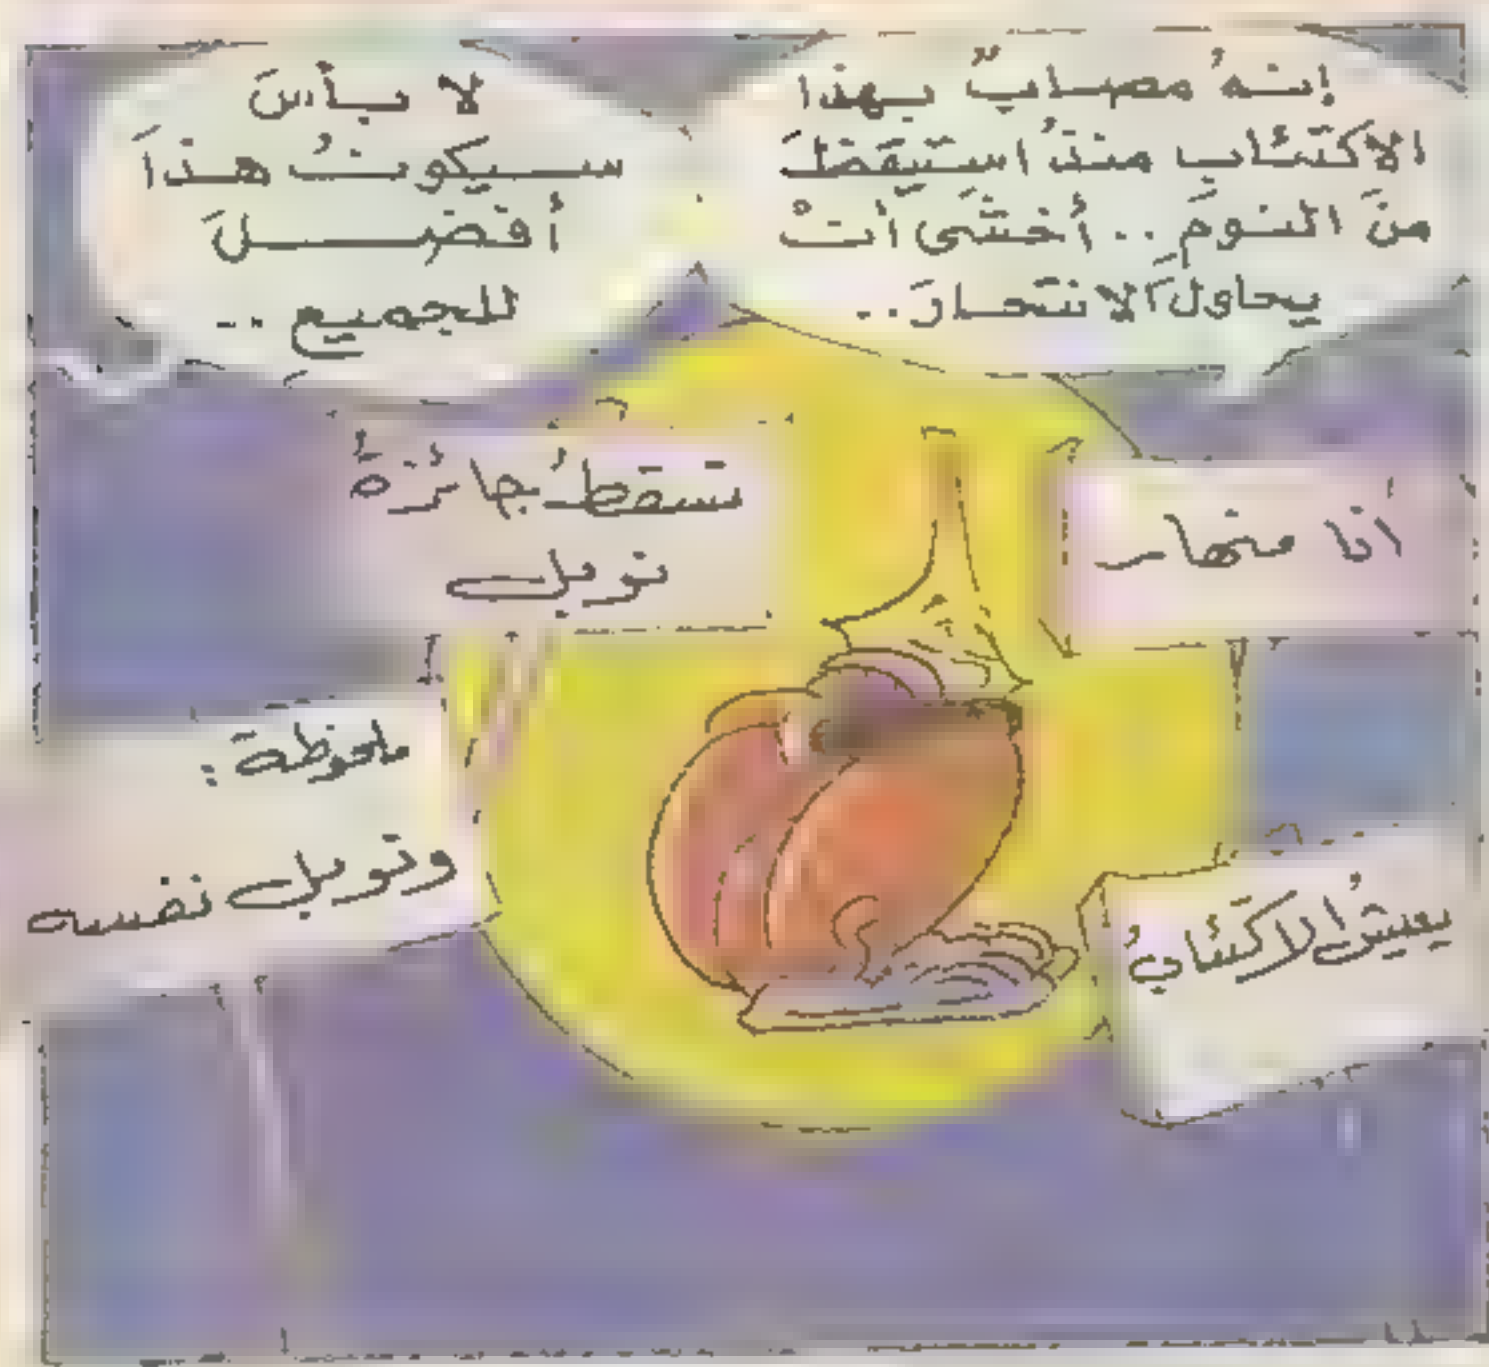 إنهُ مصابٌ بهذا
الاكتئاب منذُ استيقظَ
منَ النومِ .. أخشَى أنْ
يحاولَ الانتحارَ ..
لا بأسَ
سيكونُ هذاَ
أفضلَ
للجميعِ ..
أنا منهار
تسقطُ جائزةُ
نوبل
ملحوظة :
ونوبل نفسه
يعيشُ الاكتئابُ